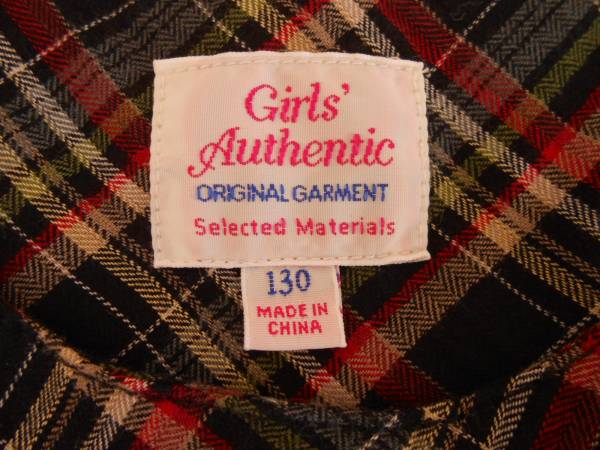 Girls'
Authentic
ORIGINAL GARMENT
Selected Materials
130
MADE IN
CHINA